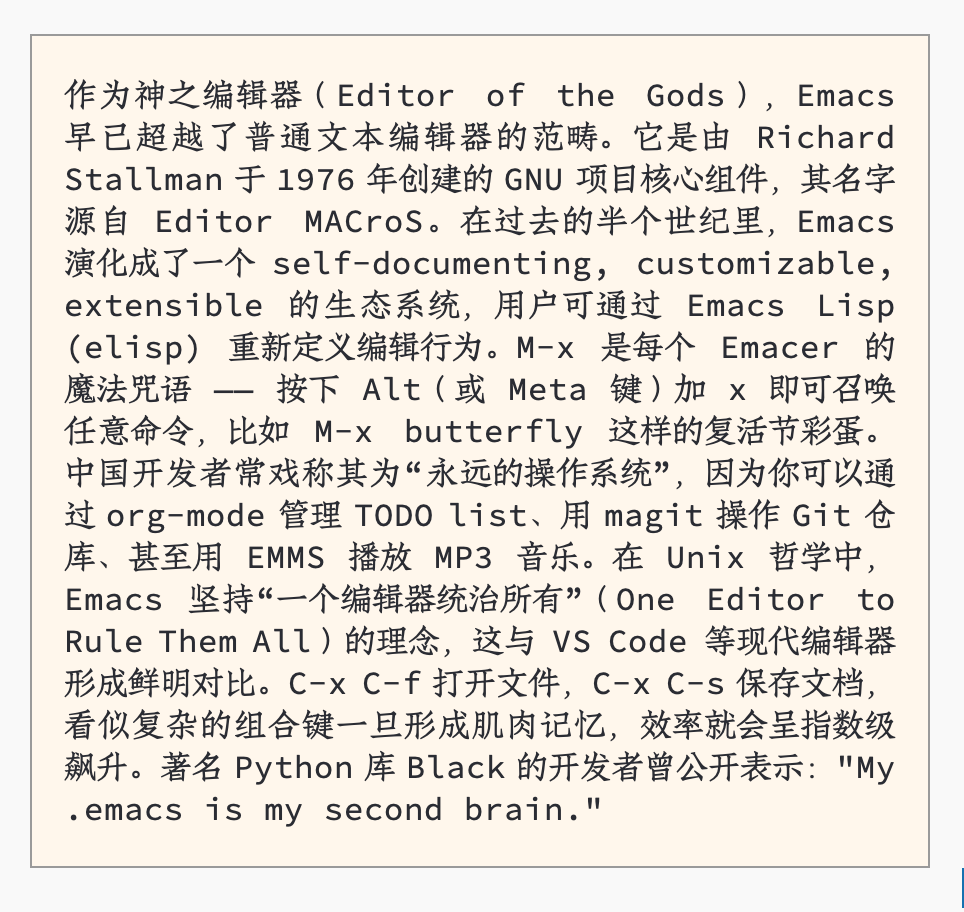 作为神之编辑器（Editor of the Gods），Emacs
早已超越了普通文本编辑器的范畴。它是由 Richard
Stallman 于 1976 年创建的 GNU 项目核心组件，其名字
源自 Editor MACroS。在过去的半个世纪里，Emacs
演化成了一个 self-documenting, customizable,
extensible 的生态系统，用户可通过 Emacs Lisp
(elisp) 重新定义编辑行为。M-x 是每个 Emacer 的
魔法咒语 —— 按下 Alt（或 Meta 键）加 x 即可召唤
任意命令，比如 M-x butterfly 这样的复活节彩蛋。
中国开发者常戏称其为“永远的操作系统”，因为你可以通
过 org-mode 管理 TODO list、用 magit 操作 Git 仓
库、甚至用 EMMS 播放 MP3 音乐。在 Unix 哲学中，
Emacs 坚持“一个编辑器统治所有”（One Editor to
Rule Them All）的理念，这与 VS Code 等现代编辑器
形成鲜明对比。C-x C-f 打开文件，C-x C-s 保存文档，
看似复杂的组合键一旦形成肌肉记忆，效率就会呈指数级
飙升。著名 Python 库 Black 的开发者曾公开表示："My
.emacs is my second brain."